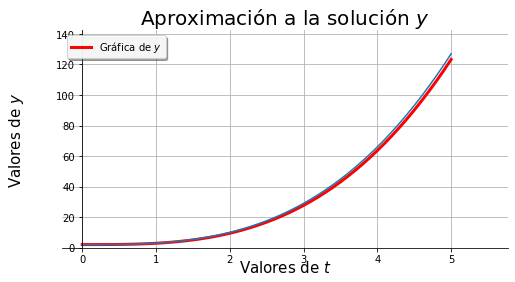 Aproximación a la solución y
140
Gráfica de y
120
100
80
60
40
20
0
Valores de y
0 1 2 3 4 5
Valores de t